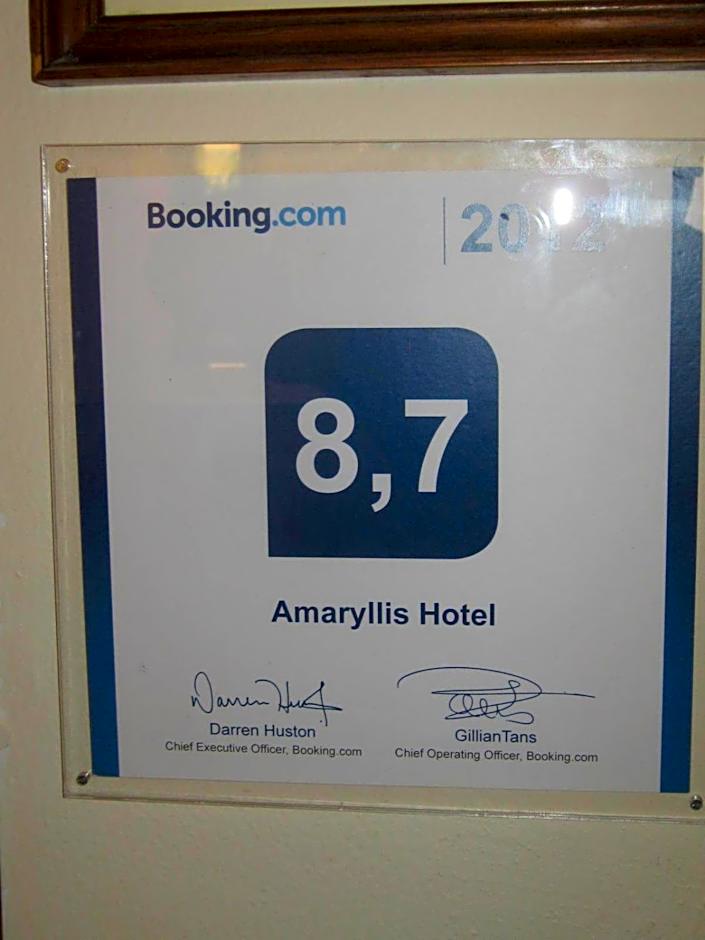 Booking.com
2012
8,7
Amaryllis Hotel
Darren Huston
Chief Executive Officer, Booking.com
GillianTans
Chief Operating Officer, Booking.com